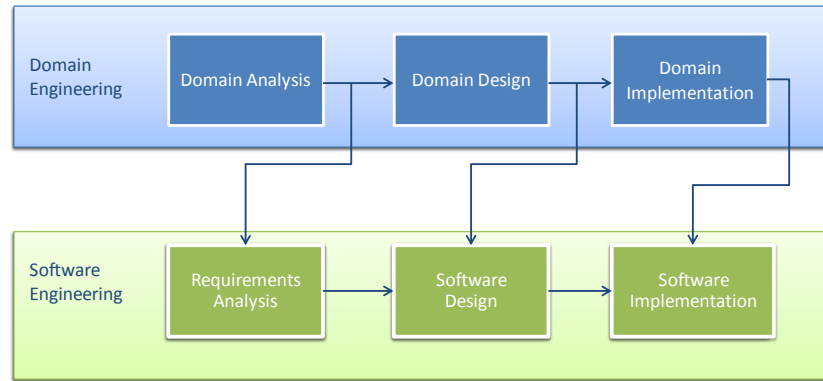 Domain
Engineering
Domain Analysis
Domain Design
Domain
Implementation
Software
Engineering
Requirements
Analysis
Software
Design
Software
Implementation